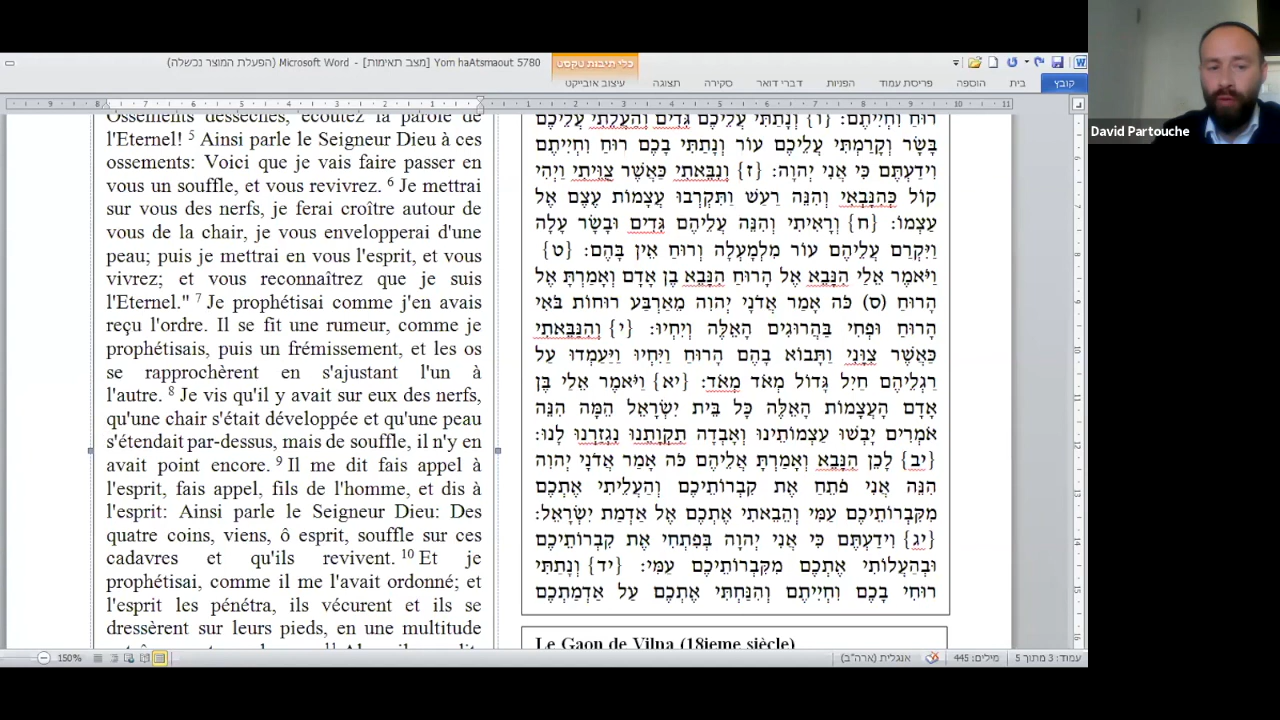 Yom haAtsmaout 5780 [מצב תאימות] - Microsoft Word (הפעלת המוצר נכשלה)
כלי תיבות טקסט
קובץ
בית
הוספה
פריסת עמוד
הפניות
דברי דואר
סקירה
תצוגה
עיצוב אובייקט
David Partouche
Ossements desséchés, écoutez la parole de
l'Eternel! 5 Ainsi parle le Seigneur Dieu à ces
ossements: Voici que je vais faire passer en
vous un souffle, et vous revivrez. 6 Je mettrai
sur vous des nerfs, je ferai croître autour de
vous de la chair, je vous envelopperai d'une
peau; puis je mettrai en vous l'esprit, et vous
vivrez; et vous reconnaîtrez que je suis
l'Eternel." 7 Je prophétisai comme j'en avais
reçu l'ordre. Il se fit une rumeur, comme je
prophétisais, puis un frémissement, et les os
se rapprochèrent en s'ajustant l'un à
l'autre. 8 Je vis qu'il y avait sur eux des nerfs,
qu'une chair s'était développée et qu'une peau
s'étendait par-dessus, mais de souffle, il n'y en
avait point encore. 9 Il me dit fais appel à
l'esprit, fais appel, fils de l'homme, et dis à
l'esprit: Ainsi parle le Seigneur Dieu: Des
quatre coins, viens, ô esprit, souffle sur ces
cadavres et qu'ils revivent. 10 Et je
prophétisai, comme il me l'avait ordonné; et
l'esprit les pénétra, ils vécurent et ils se
dressèrent sur leurs pieds, en une multitude
רוּחַ וִחְיִיתֶם: {ו} וְנָתַתִּי עֲלֵיכֶם גִּדִים וְהַעֲלֵתִי עֲלֵיכֶם
בָּשָׂר וְקָרַמְתִּי עֲלֵיכֶם עוֹר וְנָתַתִּי בָכֶם רוּחַ וִחְיִיתֶם
וִידַעְתֶּם כִּי אֲנִי יְהוָה: {ז} וְנִבֵּאתִי כַּאֲשֶׁר צֻוֵּיתִי וַיְהִי
קוֹל כְּהִנָּבְאִי וְהִנֵּה רַעַשׁ וַתִּקְרְבוּ עֲצָמוֹת עֶצֶם אֶל
עַצְמוֹ: {ח} וְרָאִיתִי וְהִנֵּה עֲלֵיהֶם גִּדִים וּבָשָׂר עָלָה
וַיִּקְרַם עֲלֵיהֶם עוֹר מִלְמָעְלָה וְרוּחַ אֵין בָּהֶם: {ט}
וַיֹּאמֶר אֵלַי הִנָּבֵא אֶל הָרוּחַ הִנָּבֵא בֶן אָדָם וְאָמַרְתָּ אֶל
הָרוּחַ (ס) כֹּה אָמַר אֲדֹנָי יְהוִה מֵאַרְבַּע רוּחוֹת בֹּאִי
הָרוּחַ וּפְחִי בַּהֲרוּגִים הָאֵלֶּה וְיִחְיוּ: {י} וְהִנַּבֵּאתִי
כַּאֲשֶׁר צִוָּנִי וַתָּבוֹא בָהֶם הָרוּחַ וַיִּחְיוּ וַיַּעַמְדוּ עַל
רַגְלֵיהֶם חַיִל גָּדוֹל מְאֹד מְאֹד: {יא} וַיֹּאמֶר אֵלַי בֶּן
אָדָם הָעֲצָמוֹת הָאֵלֶּה כָּל בֵּית יִשְׂרָאֵל הֵמָּה הִנֵּה
אֹמְרִים יָבְשׁוּ עַצְמוֹתֵינוּ וְאָבְדָה תִקְוָתֵנוּ נִגְזַרְנוּ לָנוּ:
{יב} לָכֵן הִנָּבֵא וְאָמַרְתָּ אֲלֵיהֶם כֹּה אָמַר אֲדֹנָי יְהוִה
הִנֵּה אֲנִי פֹתֵחַ אֶת קִבְרוֹתֵיכֶם וְהַעֲלֵיתִי אֶתְכֶם
מִקִּבְרוֹתֵיכֶם עַמִּי וְהֵבֵאתִי אֶתְכֶם אֶל אַדְמַת יִשְׂרָאֵל:
{יג} וִידַעְתֶּם כִּי אֲנִי יְהוָה בְּפִתְחִי אֶת קִבְרוֹתֵיכֶם
וּבְהַעֲלוֹתִי אֶתְכֶם מִקִּבְרוֹתֵיכֶם עַמִּי: {יד} וְנָתַתִּי
רוּחִי בָכֶם וִחְיִיתֶם וְהִנַּחְתִּי אֶתְכֶם עַל אַדְמַתְכֶם
Le Gaon de Vilna (18ieme siècle)
עמוד: 3 מתוך 5
מילים: 445
אנגלית (ארה"ב)
150%